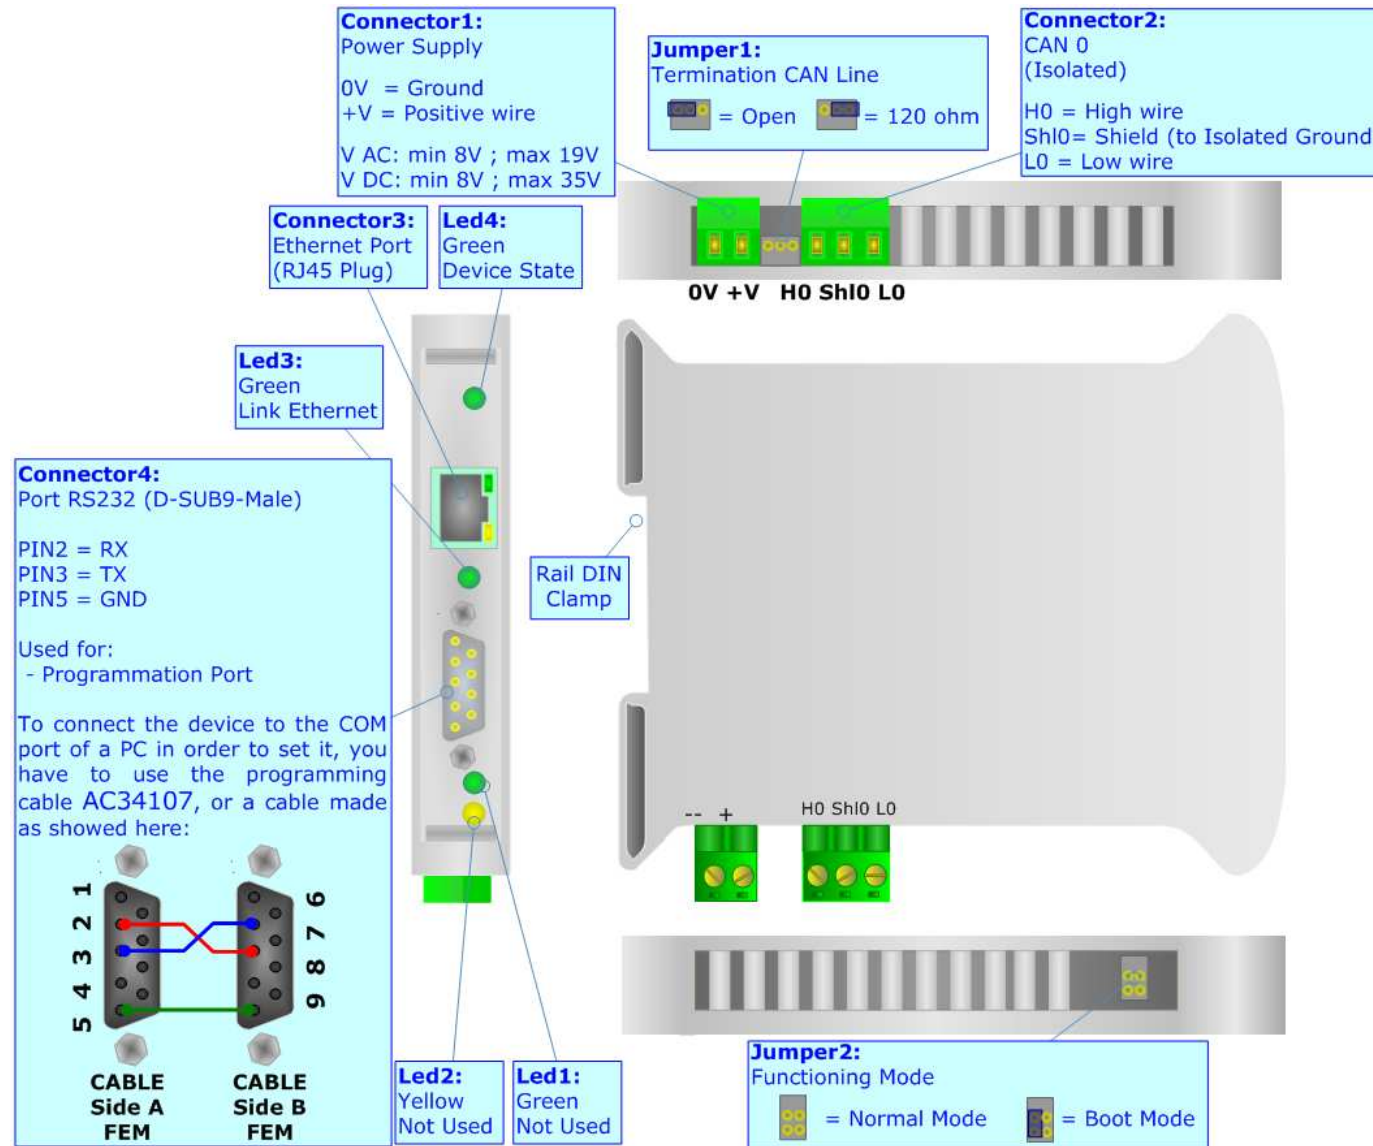 Connector1:
Power Supply
0V = Ground
+V = Positive wire
V AC: min 8V ; max 19V
V DC: min 8V ; max 35V
Jumper1:
Termination CAN Line
= Open
= 120 ohm
Connector2:
CAN 0
(Isolated)
H0 = High wire
Shl0= Shield (to Isolated Ground
L0 = Low wire
0V +V H0 Shl0 L0
Connector3:
Ethernet Port
(RJ45 Plug)
Led4:
Green
Device State
Led3:
Green
Link Ethernet
Connector4:
Port RS232 (D-SUB9-Male)
PIN2 = RX
PIN3 = TX
PIN5 = GND
Used for:
- Programmation Port
To connect the device to the COM
port of a PC in order to set it, you
have to use the programming
cable AC34107, or a cable made
as showed here:
1
2
3
4
5
6
7
8
9
CABLE
Side A
FEM
CABLE
Side B
FEM
Rail DIN
Clamp
-- +
H0 Shl0 L0
Led2:
Yellow
Not Used
Led1:
Green
Not Used
Jumper2:
Functioning Mode
= Normal Mode
= Boot Mode